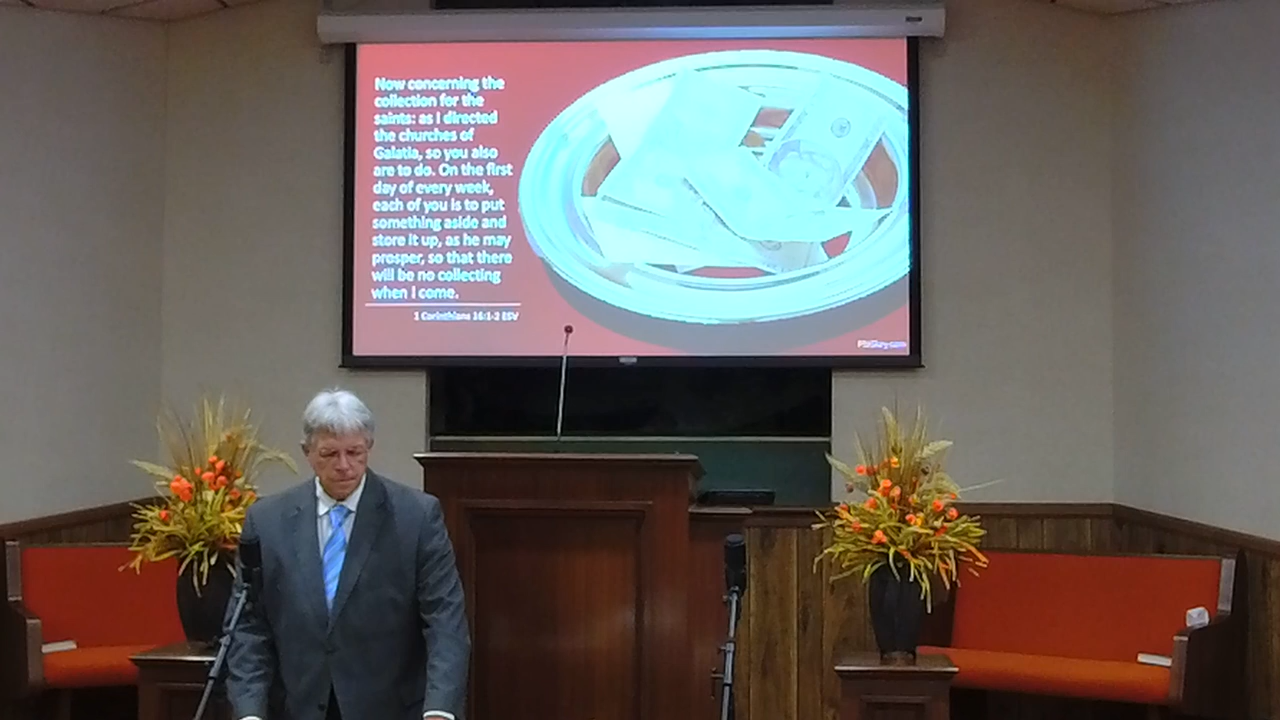 Now concerning the
collection for the
saints: as I directed
the churches of
Galatia, so you also
are to do. On the first
day of every week,
each of you is to put
something aside and
store it up, as he may
prosper, so that there
will be no collecting
when I come.
1 Corinthians 16:1-2 ESV